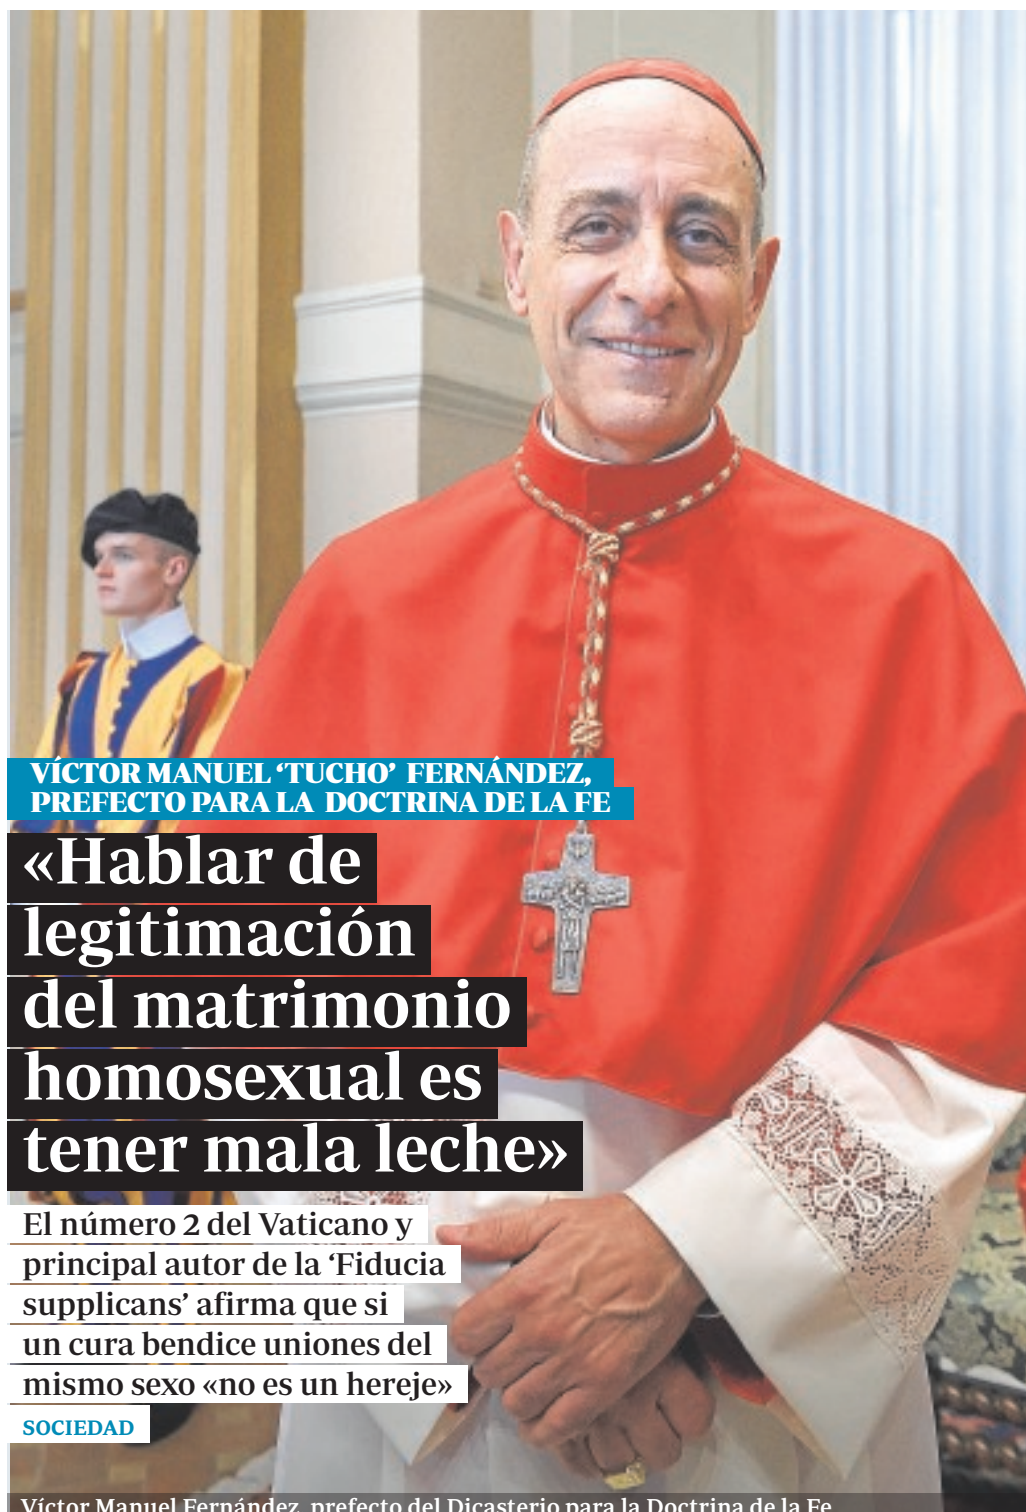 VÍCTOR MANUEL ‘TUCHO’ FERNÁNDEZ,
PREFECTO PARA LA DOCTRINA DE LA FE
«Hablar de
legitimación
del matrimonio
homosexual es
tener mala leche»
El número 2 del Vaticano y
principal autor de la ‘Fiducia
supplicans’ afirma que si
un cura bendice uniones del
mismo sexo «no es un hereje»
SOCIEDAD
Víctor Manuel Fernández, prefecto del Dicasterio para la Doctrina de la Fe